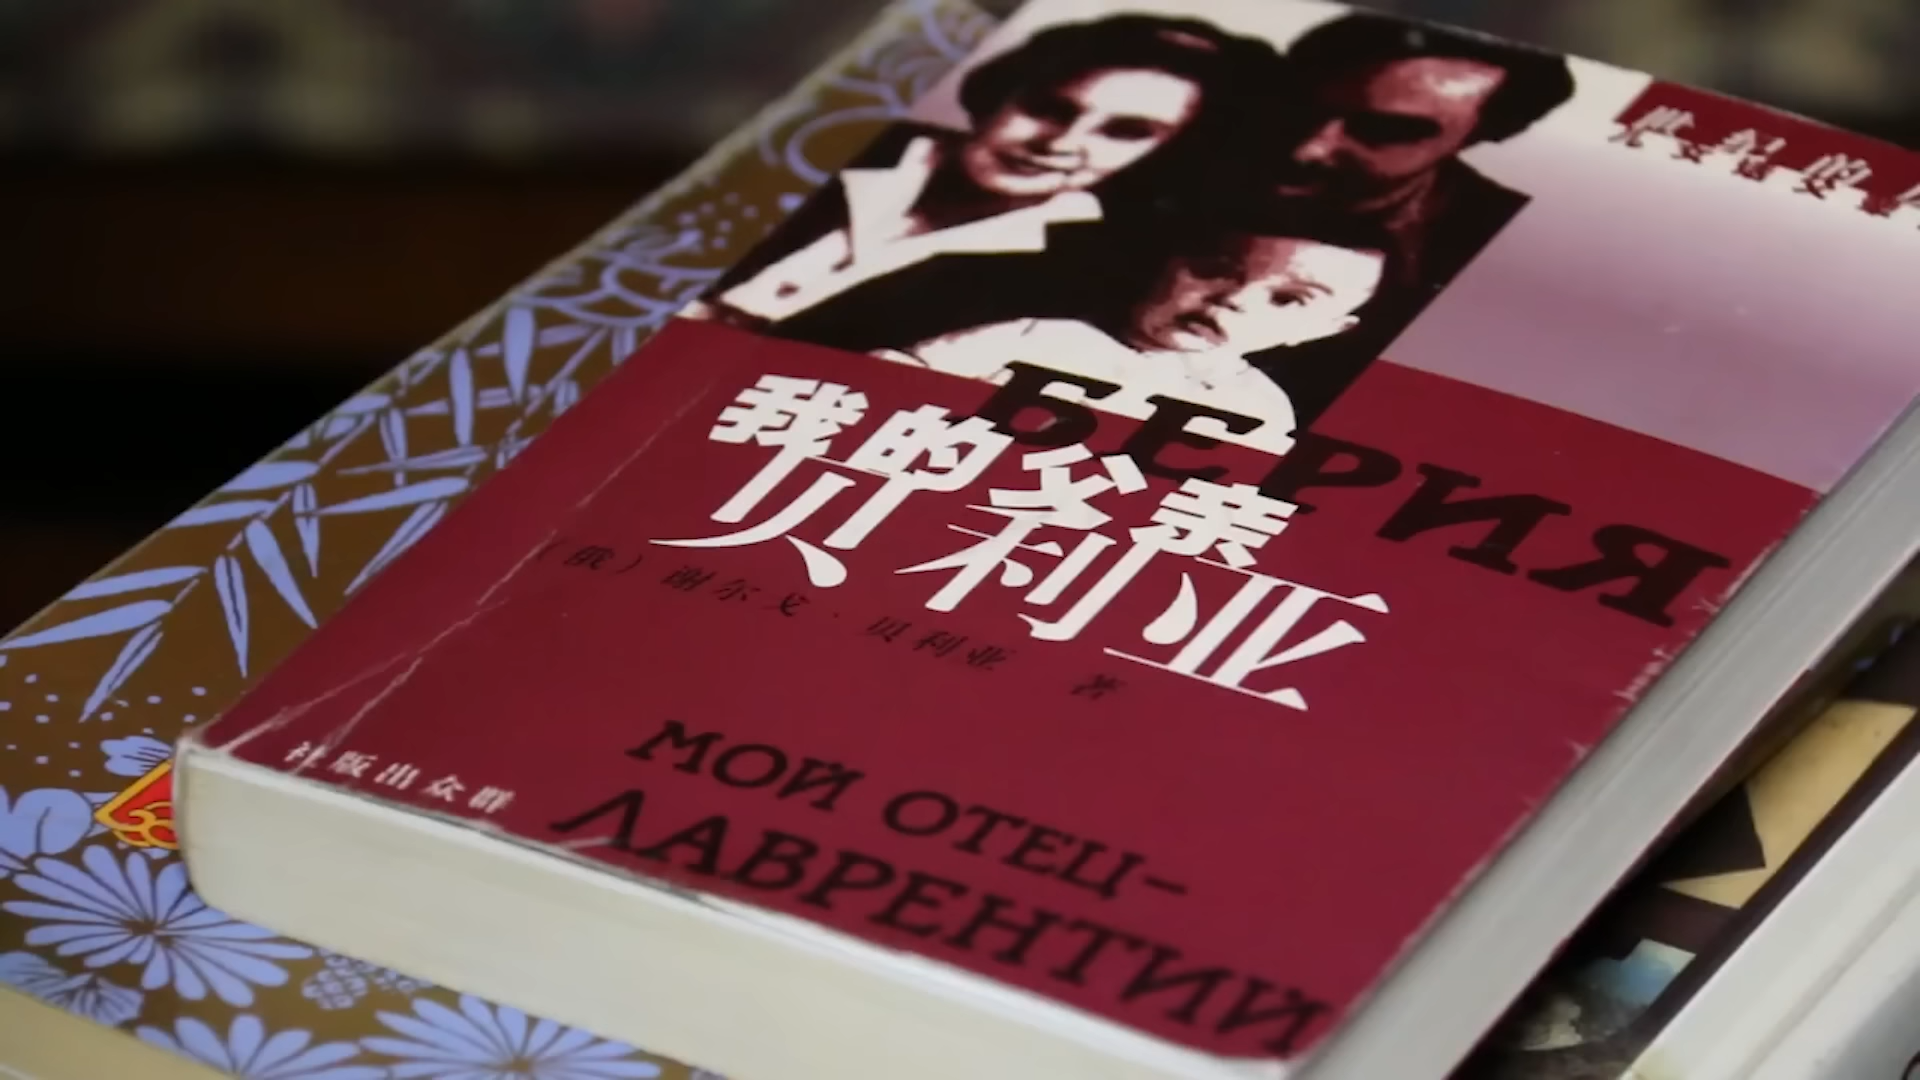 БЕРИЯ
我的父亲
贝利亚
（俄）谢尔戈·贝利亚 著
МОЙ ОТЕЦ-
ЛАВРЕНТИЙ
群众出版社